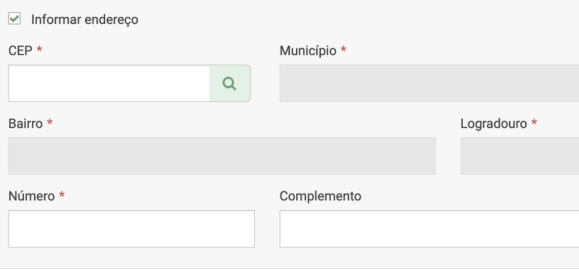 Informar endereço
CEP *
Município *
Bairro *
Logradouro *
Número *
Complemento